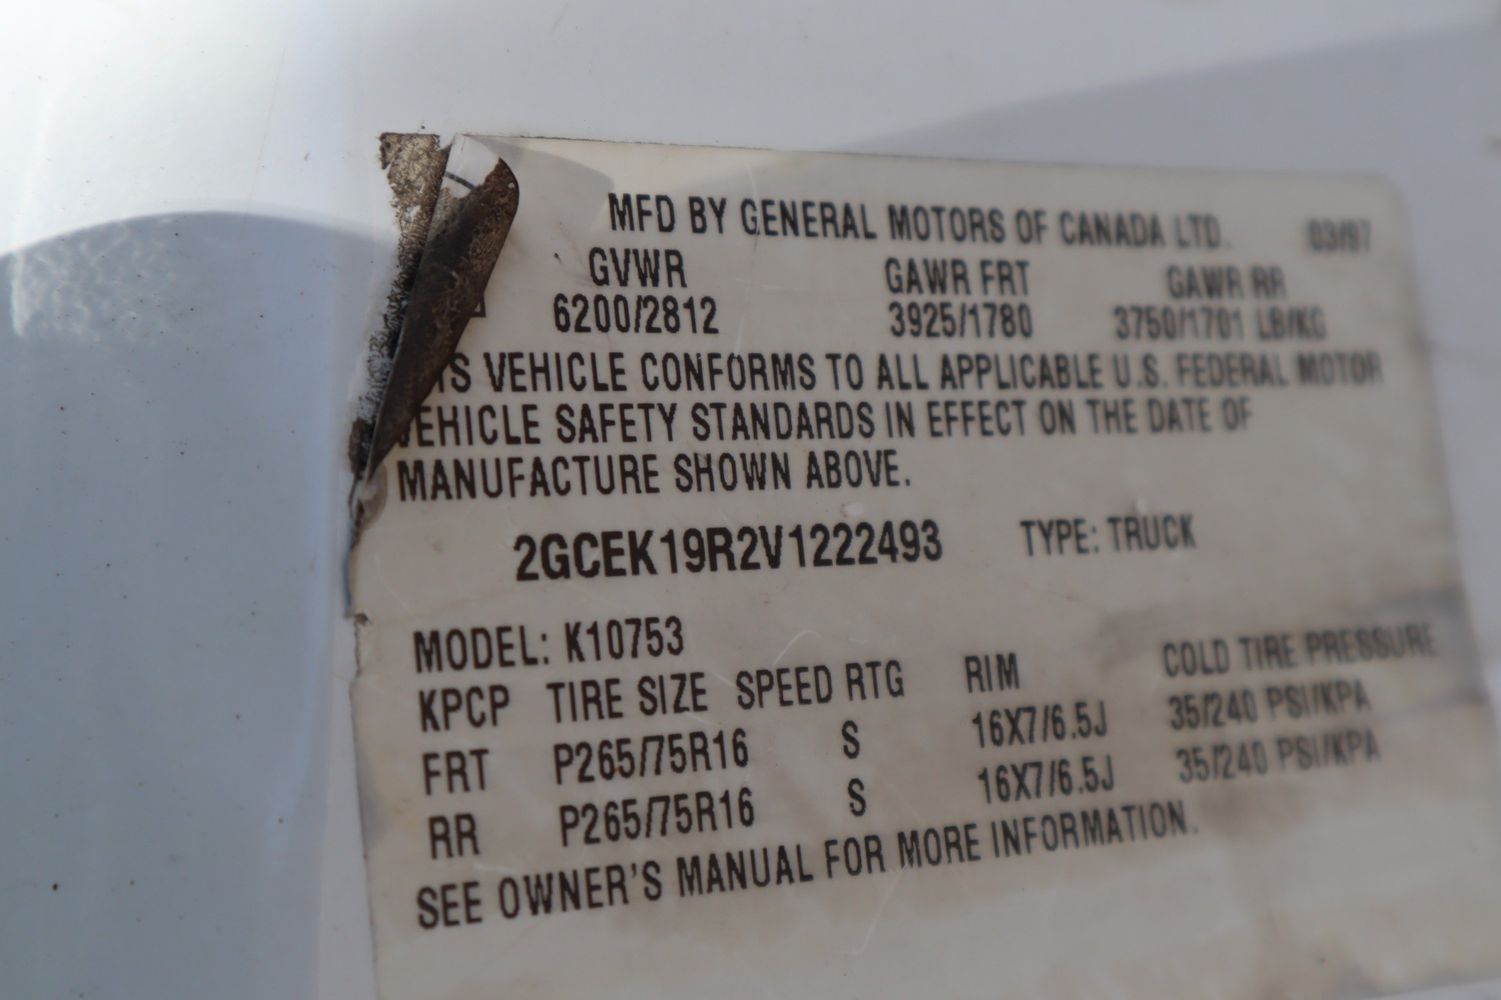 MFD BY GENERAL MOTORS OF CANADA LTD. 03/97
GVWR GAWR FRT GAWR RR
6200/2812 3925/1780 3750/1701 LB/KG
VEHICLE CONFORMS TO ALL APPLICABLE U.S. FEDERAL MOTOR
VEHICLE SAFETY STANDARDS IN EFFECT ON THE DATE OF
MANUFACTURE SHOWN ABOVE.
2GCEK19R2V1222493 TYPE: TRUCK
MODEL: K10753
KPCP TIRE SIZE SPEED RTG RIM COLD TIRE PRESSURE
FRT P265/75R16 S 16X7/6.5J 35/240 PSI/KPA
RR P265/75R16 S 16X7/6.5J 35/240 PSI/KPA
SEE OWNER'S MANUAL FOR MORE INFORMATION.